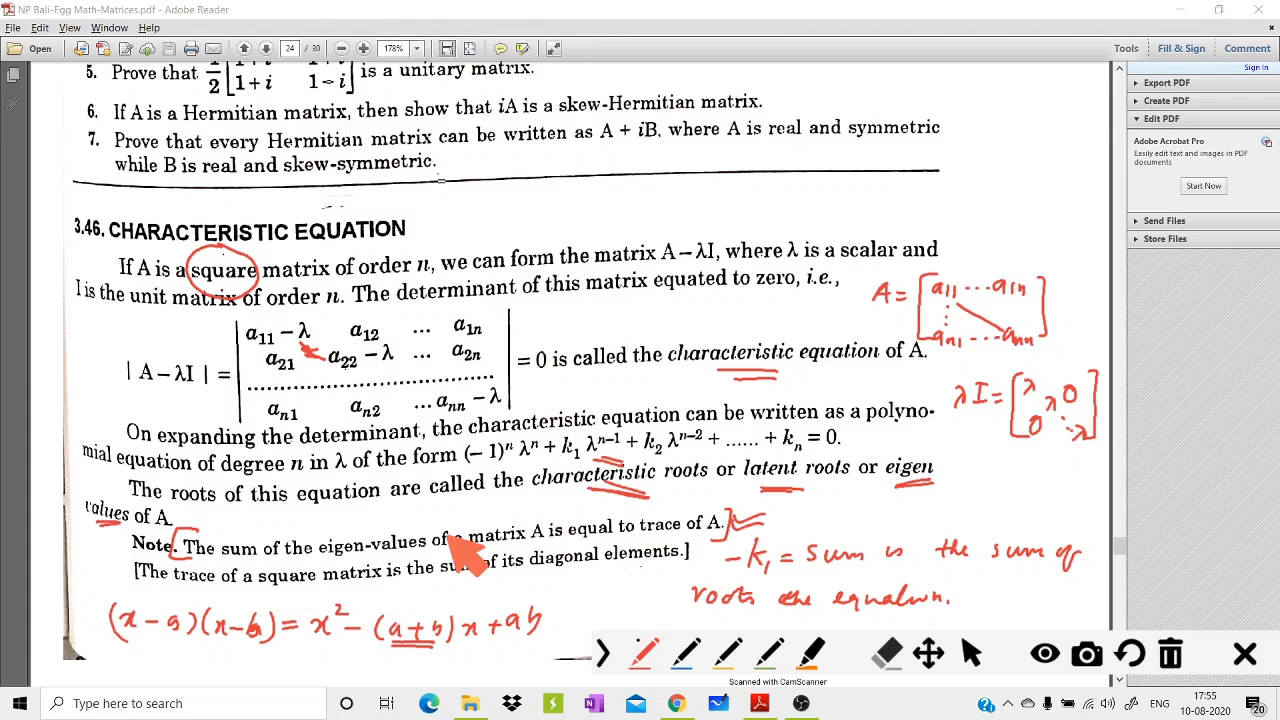 NP Bali-Egg Math-Matrices.pdf - Adobe Reader
File Edit View Window Help
Open 24 / 30 178% Tools Fill & Sign Comment
Sign In
Export PDF
Create PDF
Edit PDF
Adobe Acrobat Pro
Easily edit text and images in PDF
documents
Start Now
Send Files
Store Files
5. Prove that 1/2 [1 + i 1 - i] is a unitary matrix.
6. If A is a Hermitian matrix, then show that iA is a skew-Hermitian matrix.
7. Prove that every Hermitian matrix can be written as A + iB, where A is real and symmetric
while B is real and skew-symmetric.
3.46. CHARACTERISTIC EQUATION
If A is a square matrix of order n, we can form the matrix A – λI, where λ is a scalar and
I is the unit matrix of order n. The determinant of this matrix equated to zero, i.e.,
A = [a11 ... a1n
an1 ... ann]
a11 – λ a12 ... a1n
a21 a22 – λ ... a2n
| A – λI | = ........ = 0 is called the characteristic equation of A.
an1 an2 ... ann – λ
λI = [λ 0
λ
0 ⋱ λ]
On expanding the determinant, the characteristic equation can be written as a polyno-
mial equation of degree n in λ of the form (– 1)ⁿ λⁿ + k₁ λⁿ⁻¹ + k₂ λⁿ⁻² + ...... + kₙ = 0.
The roots of this equation are called the characteristic roots or latent roots or eigen
values of A.
Note. The sum of the eigen-values of a matrix A is equal to trace of A.
[The trace of a square matrix is the sum of its diagonal elements.]
-k₁ = sum is the sum of
roots the equation.
(x - a)(x - b) = x² - (a + b)x + ab
Scanned with CamScanner
Type here to search
ENG
17:55
10-08-2020
20